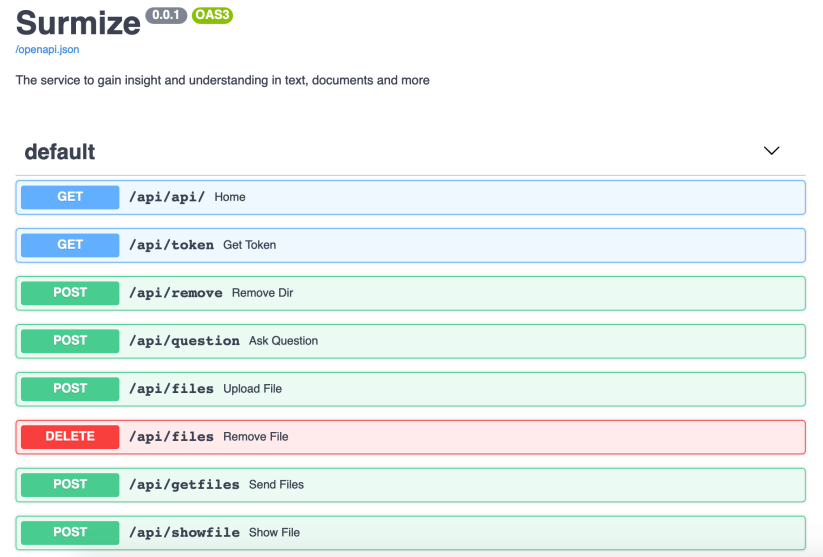 Surmize 0.0.1 OAS3
/openapi.json
The service to gain insight and understanding in text, documents and more
default
GET /api/api/ Home
GET /api/token Get Token
POST /api/remove Remove Dir
POST /api/question Ask Question
POST /api/files Upload File
DELETE /api/files Remove File
POST /api/getfiles Send Files
POST /api/showfile Show File